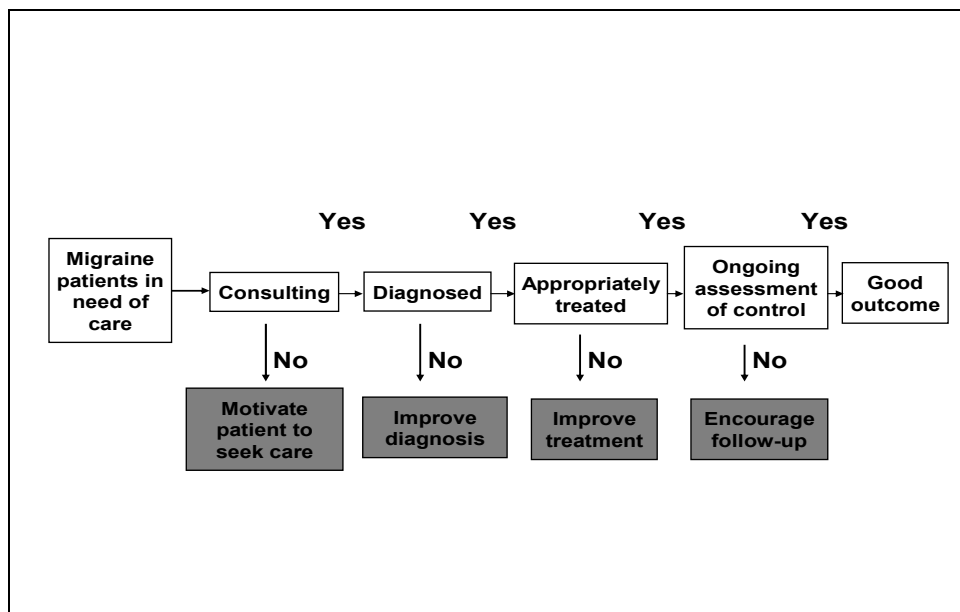 Yes
Yes
Yes
Yes
Migraine
patients in
need of
care
Consulting
Diagnosed
Appropriately
treated
Ongoing
assessment
of control
Good
outcome
No
No
No
No
Motivate
patient to
seek care
Improve
diagnosis
Improve
treatment
Encourage
follow-up